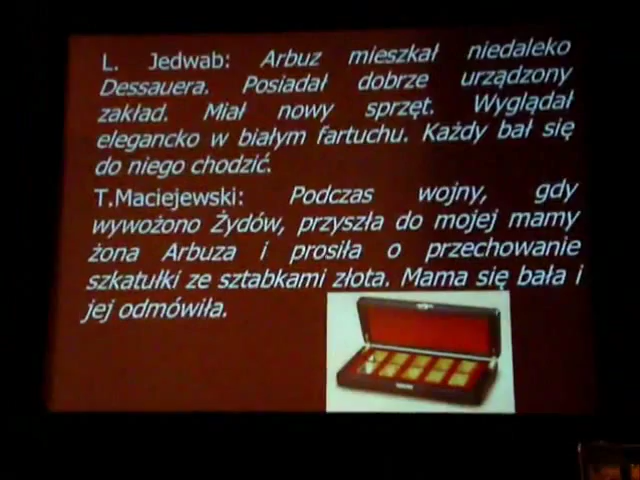 L. Jedwab: Arbuz mieszkał niedaleko
Dessauera. Posiadał dobrze urządzony
zakład. Miał nowy sprzęt. Wyglądał
elegancko w białym fartuchu. Każdy bał się
do niego chodzić.
T.Maciejewski: Podczas wojny, gdy
wywożono Żydów, przyszła do mojej mamy
żona Arbuza i prosiła o przechowanie
szkatułki ze sztabkami złota. Mama się bała i
jej odmówiła.